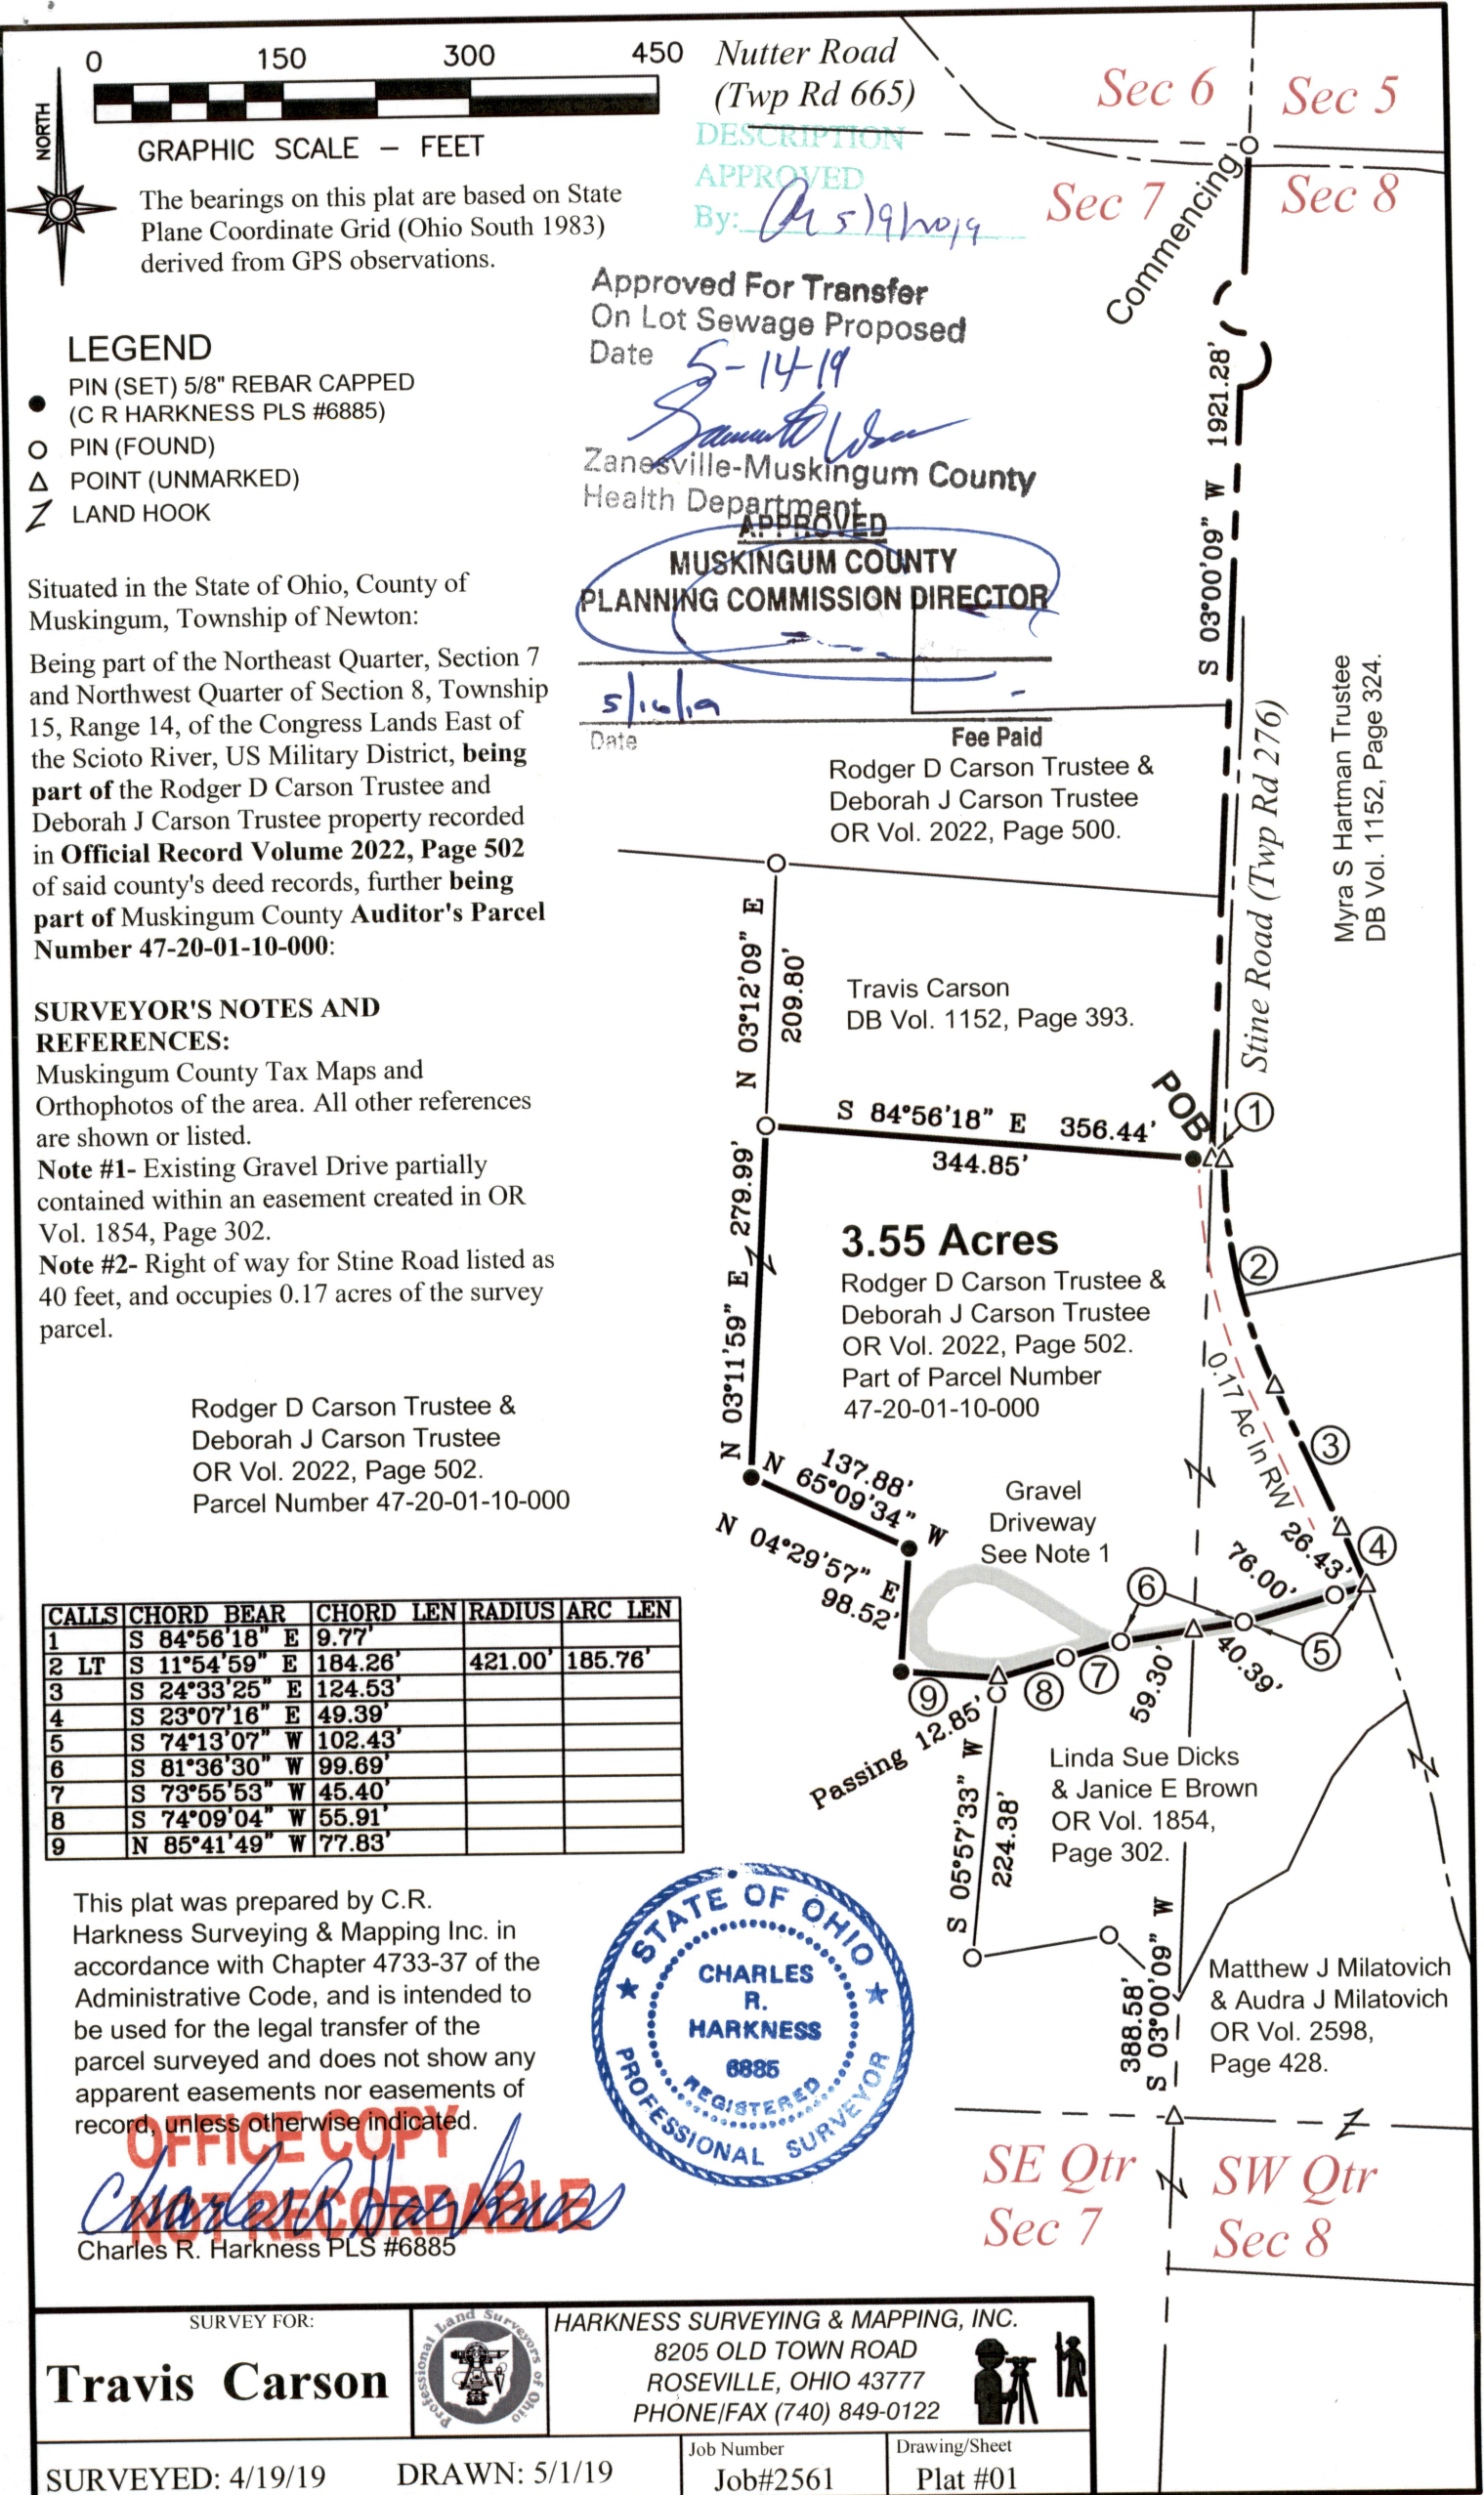 0 150 300 450
NORTH
GRAPHIC SCALE – FEET
The bearings on this plat are based on State
Plane Coordinate Grid (Ohio South 1983)
derived from GPS observations.
Nutter Road
(Twp Rd 665)
DESCRIPTION
APPROVED
By: 5/9/2019
Sec 6 Sec 5
Sec 7 Sec 8
Commencing
Approved For Transfer
On Lot Sewage Proposed
Date 5-14-19
Zanesville-Muskingum County
Health Department
APPROVED
MUSKINGUM COUNTY
PLANNING COMMISSION DIRECTOR
5/16/19
Date
Fee Paid
LEGEND
PIN (SET) 5/8" REBAR CAPPED
(C R HARKNESS PLS #6885)
PIN (FOUND)
POINT (UNMARKED)
LAND HOOK
Situated in the State of Ohio, County of
Muskingum, Township of Newton:
Being part of the Northeast Quarter, Section 7
and Northwest Quarter of Section 8, Township
15, Range 14, of the Congress Lands East of
the Scioto River, US Military District, being
part of the Rodger D Carson Trustee and
Deborah J Carson Trustee property recorded
in Official Record Volume 2022, Page 502
of said county's deed records, further being
part of Muskingum County Auditor's Parcel
Number 47-20-01-10-000:
SURVEYOR'S NOTES AND
REFERENCES:
Muskingum County Tax Maps and
Orthophotos of the area. All other references
are shown or listed.
Note #1- Existing Gravel Drive partially
contained within an easement created in OR
Vol. 1854, Page 302.
Note #2- Right of way for Stine Road listed as
40 feet, and occupies 0.17 acres of the survey
parcel.
Rodger D Carson Trustee &
Deborah J Carson Trustee
OR Vol. 2022, Page 502.
Parcel Number 47-20-01-10-000
S 03°00'09" W 1921.28'
Stine Road (Twp Rd 276)
Myra S Hartman Trustee
DB Vol. 1152, Page 324.
Rodger D Carson Trustee &
Deborah J Carson Trustee
OR Vol. 2022, Page 500.
N 03°12'09" E
209.80'
Travis Carson
DB Vol. 1152, Page 393.
POB
1
S 84°56'18" E 356.44'
344.85'
N 03°11'59" E 279.99'
3.55 Acres
Rodger D Carson Trustee &
Deborah J Carson Trustee
OR Vol. 2022, Page 502.
Part of Parcel Number
47-20-01-10-000
2
0.17 Ac In RW
3
137.88'
N 65°09'34" W
N 04°29'57" E
98.52'
Gravel
Driveway
See Note 1
26.43'
76.00'
4
6
5
40.39'
59.30'
7
8
9
Passing 12.85'
S 05°57'33" W
224.38'
Linda Sue Dicks
& Janice E Brown
OR Vol. 1854,
Page 302.
388.58'
S 03°00'09" W
Matthew J Milatovich
& Audra J Milatovich
OR Vol. 2598,
Page 428.
SE Qtr SW Qtr
Sec 7 Sec 8
CALLS CHORD BEAR CHORD LEN RADIUS ARC LEN
1 S 84°56'18" E 9.77'
2 LT S 11°54'59" E 184.26' 421.00' 185.76'
3 S 24°33'25" E 124.53'
4 S 23°07'16" E 49.39'
5 S 74°13'07" W 102.43'
6 S 81°36'30" W 99.69'
7 S 73°55'53" W 45.40'
8 S 74°09'04" W 55.91'
9 N 85°41'49" W 77.83'
This plat was prepared by C.R.
Harkness Surveying & Mapping Inc. in
accordance with Chapter 4733-37 of the
Administrative Code, and is intended to
be used for the legal transfer of the
parcel surveyed and does not show any
apparent easements nor easements of
record, unless otherwise indicated.
OFFICE COPY
NOT RECORDABLE
Charles R Harkness
Charles R. Harkness PLS #6885
STATE OF OHIO
CHARLES
R.
HARKNESS
6885
REGISTERED
PROFESSIONAL SURVEYOR
SURVEY FOR:
Travis Carson
Professional Land Surveyors of Ohio
HARKNESS SURVEYING & MAPPING, INC.
8205 OLD TOWN ROAD
ROSEVILLE, OHIO 43777
PHONE/FAX (740) 849-0122
SURVEYED: 4/19/19 DRAWN: 5/1/19
Job Number
Job#2561
Drawing/Sheet
Plat #01